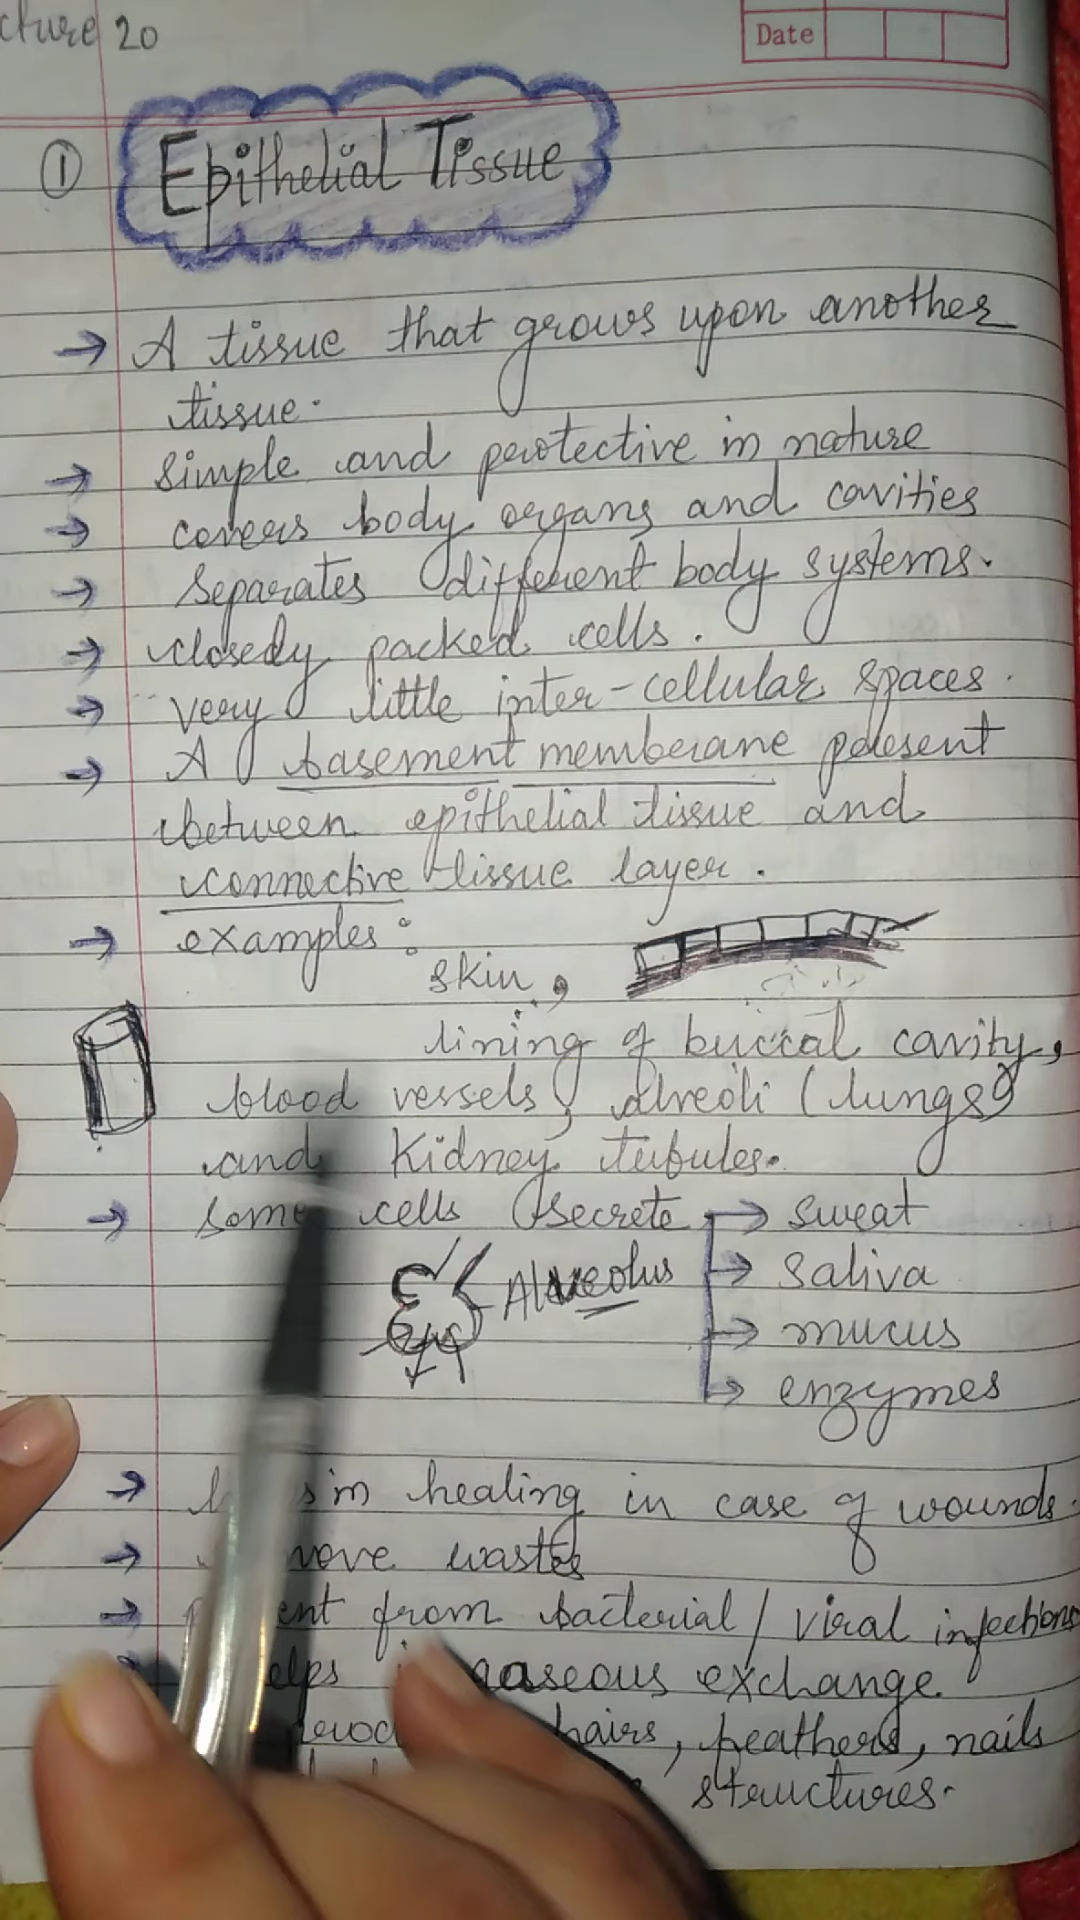 cture 20
Date
① Epithelial Tissue
→ A tissue that grows upon another
tissue.
→ simple and protective in nature
→ covers body organs and cavities
→ separates different body systems.
→ closely packed cells.
→ very little inter-cellular spaces.
→ A basement membrane present
between epithelial tissue and
connective tissue layer.
→ examples:
skin,
lining of buccal cavity,
blood vessels, alveoli (lungs)
and Kidney tubules.
→ some cells secrete → sweat
Alveolus → saliva
→ mucus
→ enzymes
→ in healing in case of wounds.
→ wastes
→ from bacterial / viral infections
gaseous exchange.
hairs, feathers, nails
structures.